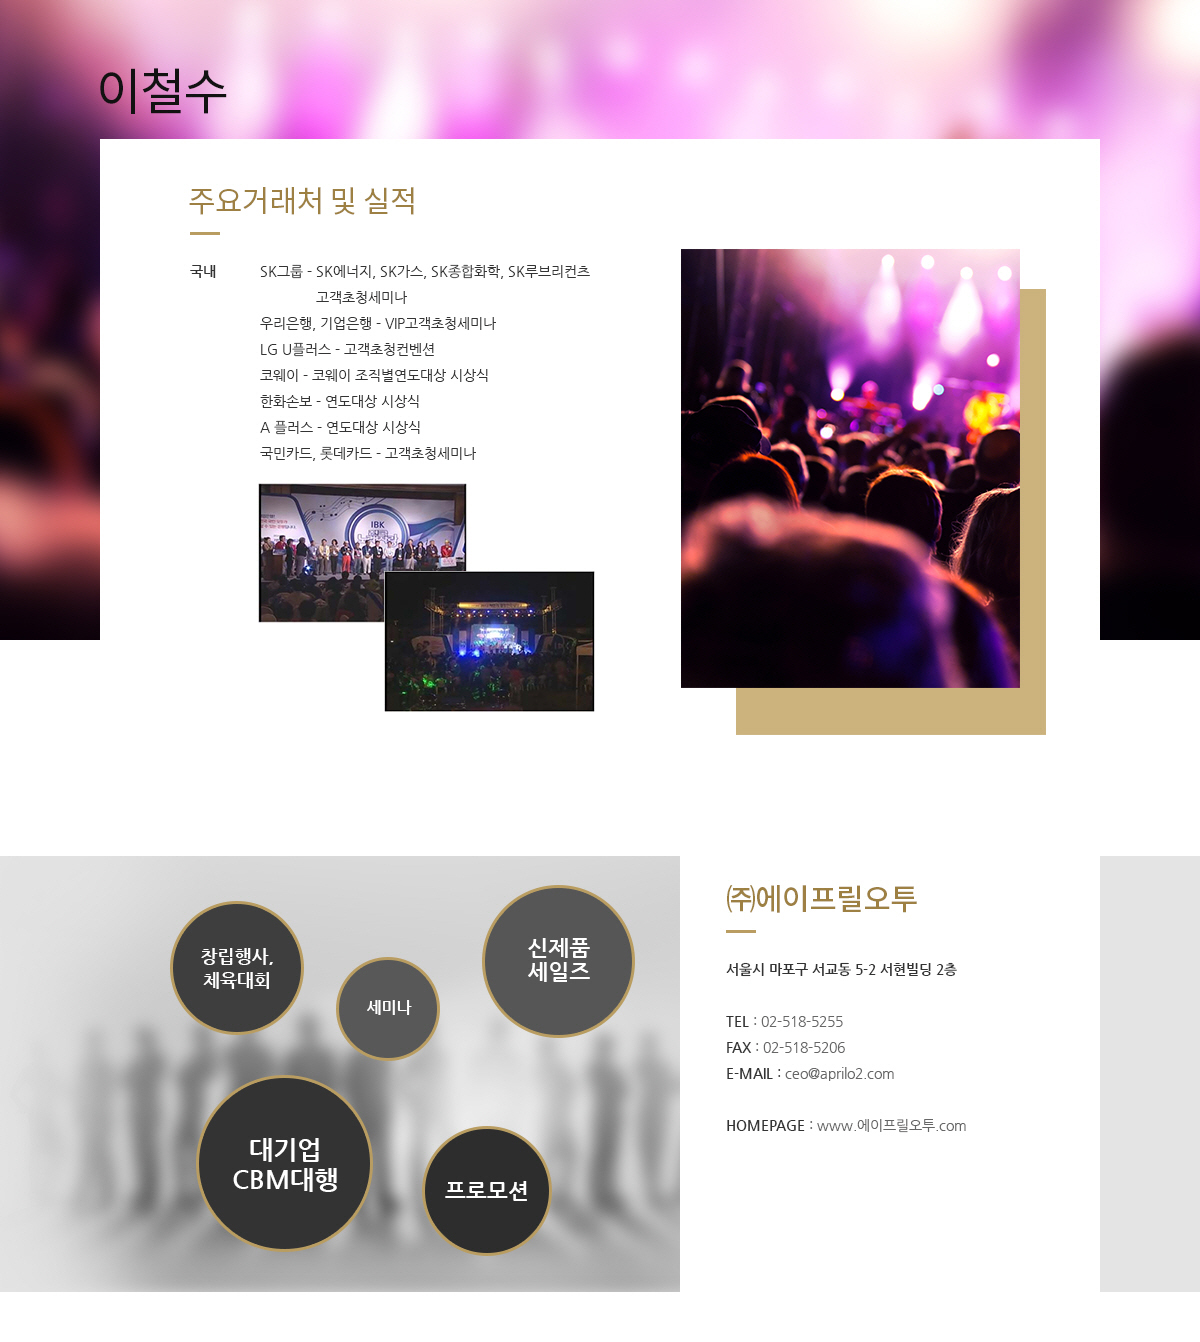 이철수
주요거래처 및 실적
국내
SK그룹 - SK에너지, SK가스, SK종합화학, SK루브리컨츠
고객초청세미나
우리은행, 기업은행 - VIP고객초청세미나
LG U플러스 - 고객초청컨벤션
코웨이 - 코웨이 조직별연도대상 시상식
한화손보 - 연도대상 시상식
A 플러스 - 연도대상 시상식
국민카드, 롯데카드 - 고객초청세미나
IBK
창립행사,
체육대회
세미나
신제품
세일즈
대기업
CBM대행
프로모션
㈜에이프릴오투
서울시 마포구 서교동 5-2 서현빌딩 2층
TEL : 02-518-5255
FAX : 02-518-5206
E-MAIL : ceo@aprilo2.com
HOMEPAGE : www.에이프릴오투.com